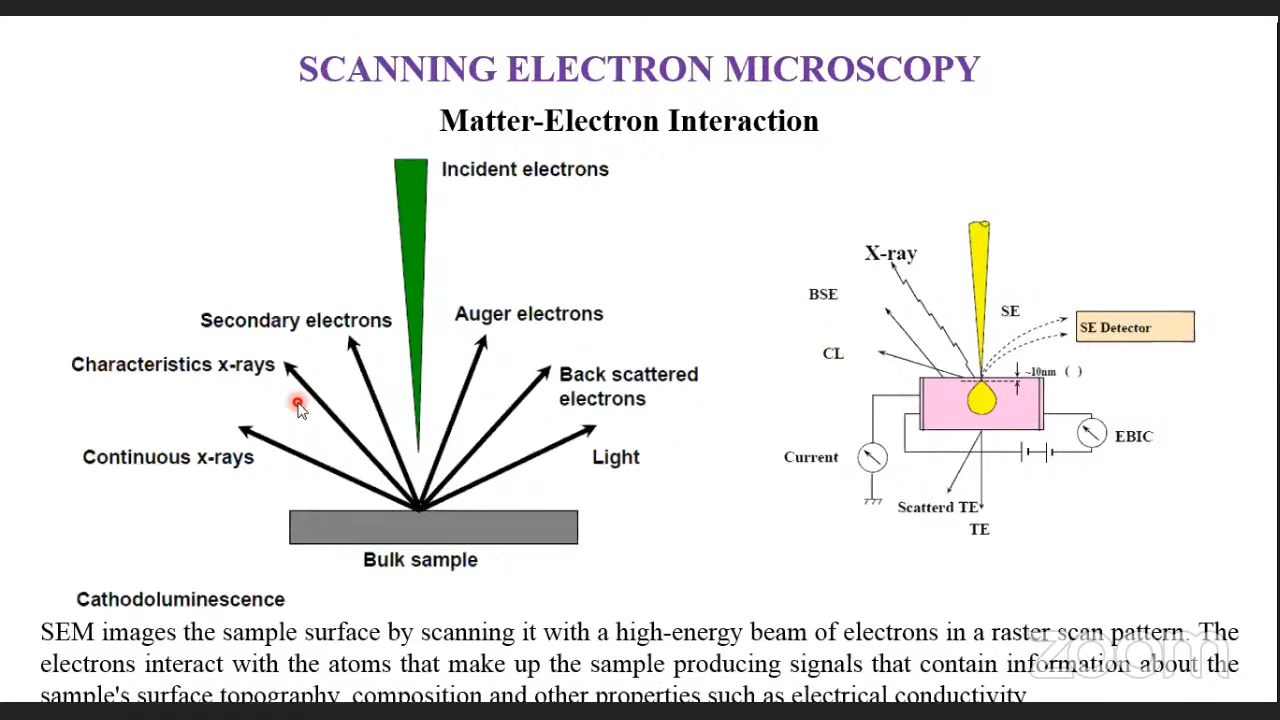 SCANNING ELECTRON MICROSCOPY
Matter-Electron Interaction
Incident electrons
Secondary electrons
Auger electrons
Characteristics x-rays
Back scattered
electrons
Continuous x-rays
Light
Bulk sample
Cathodoluminescence
X-ray
BSE
SE
SE Detector
CL
~10nm ( )
EBIC
Current
Scatterd TE
TE
SEM images the sample surface by scanning it with a high-energy beam of electrons in a raster scan pattern. The
electrons interact with the atoms that make up the sample producing signals that contain information about the
sample's surface topography, composition and other properties such as electrical conductivity
zoom